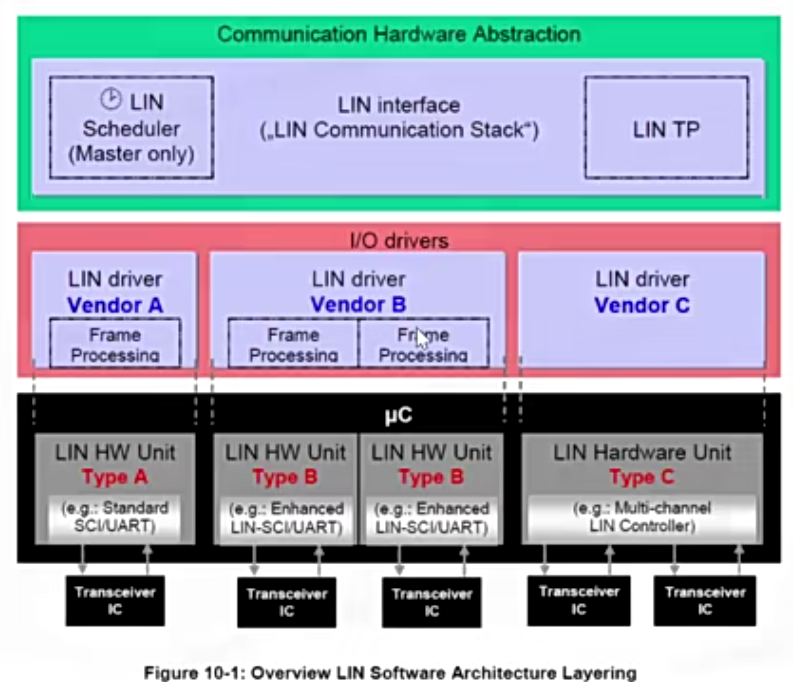 Communication Hardware Abstraction
LIN
Scheduler
(Master only)
LIN interface
(„LIN Communication Stack“)
LIN TP
I/O drivers
LIN driver
Vendor A
Frame
Processing
LIN driver
Vendor B
Frame
Processing
Frame
Processing
LIN driver
Vendor C
µC
LIN HW Unit
Type A
(e.g.: Standard
SCI/UART)
LIN HW Unit
Type B
(e.g.: Enhanced
LIN-SCI/UART)
LIN HW Unit
Type B
(e.g.: Enhanced
LIN-SCI/UART)
LIN Hardware Unit
Type C
(e.g.: Multi-channel
LIN Controller)
Transceiver
IC
Transceiver
IC
Transceiver
IC
Transceiver
IC
Transceiver
IC
Figure 10-1: Overview LIN Software Architecture Layering